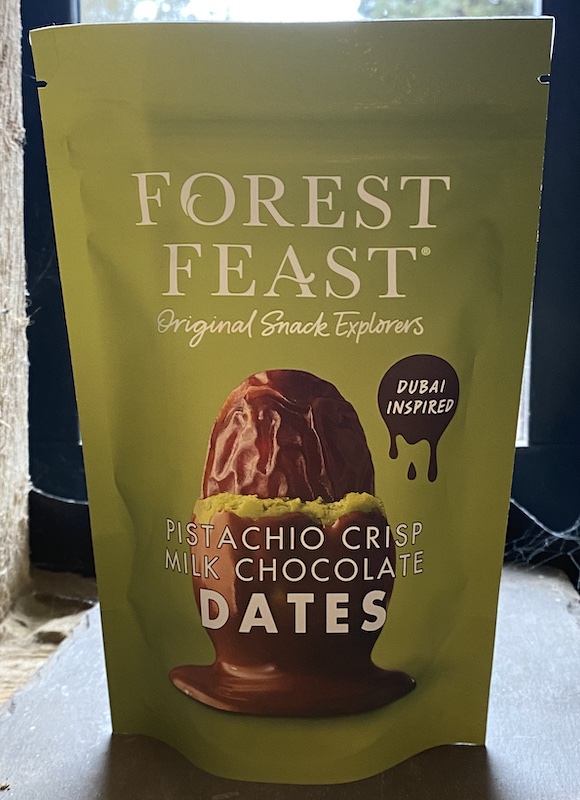 FOREST
FEAST®
Original Snack Explorers
DUBAI
INSPIRED
PISTACHIO CRISP
MILK CHOCOLATE
DATES